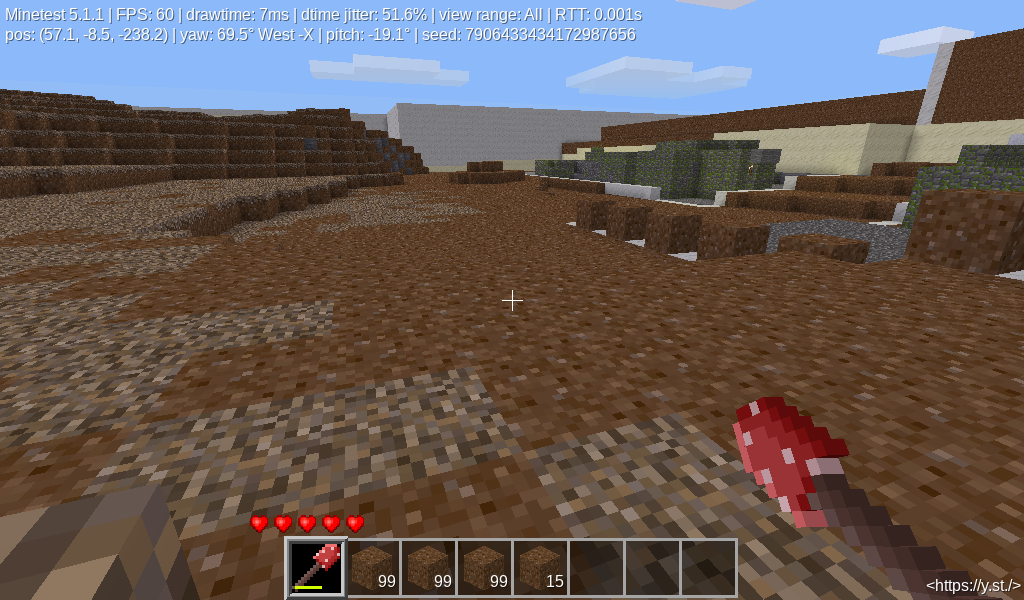 Minetest 5.1.1 | FPS: 60 | drawtime: 7ms | dtime jitter: 51.6% | view range: All | RTT: 0.001s
pos: (57.1, -8.5, -238.2) | yaw: 69.5° West -X | pitch: -19.1° | seed: 7906433434172987656
99 99 99 15
<https://y.st./>